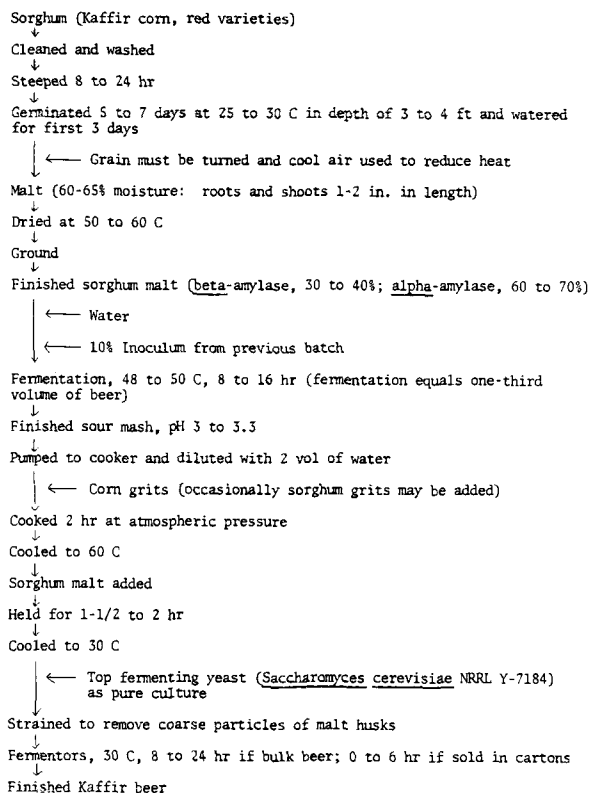 Sorghum (Kaffir corn, red varieties)
Cleaned and washed
Steeped 8 to 24 hr
Germinated 5 to 7 days at 25 to 30 C in depth of 3 to 4 ft and watered
for first 3 days
Grain must be turned and cool air used to reduce heat
Malt (60-65% moisture: roots and shoots 1-2 in. in length)
Dried at 50 to 60 C
Ground
Finished sorghum malt (beta-amylase, 30 to 40%; alpha-amylase, 60 to 70%)
Water
10% Inoculum from previous batch
Fermentation, 48 to 50 C, 8 to 16 hr (fermentation equals one-third
volume of beer)
Finished sour mash, pH 3 to 3.3
Pumped to cooker and diluted with 2 vol of water
Corn grits (occasionally sorghum grits may be added)
Cooked 2 hr at atmospheric pressure
Cooled to 60 C
Sorghum malt added
Held for 1-1/2 to 2 hr
Cooled to 30 C
Top fermenting yeast (Saccharomyces cerevisiae NRRL Y-7184)
as pure culture
Strained to remove coarse particles of malt husks
Fermentors, 30 C, 8 to 24 hr if bulk beer; 0 to 6 hr if sold in cartons
Finished Kaffir beer